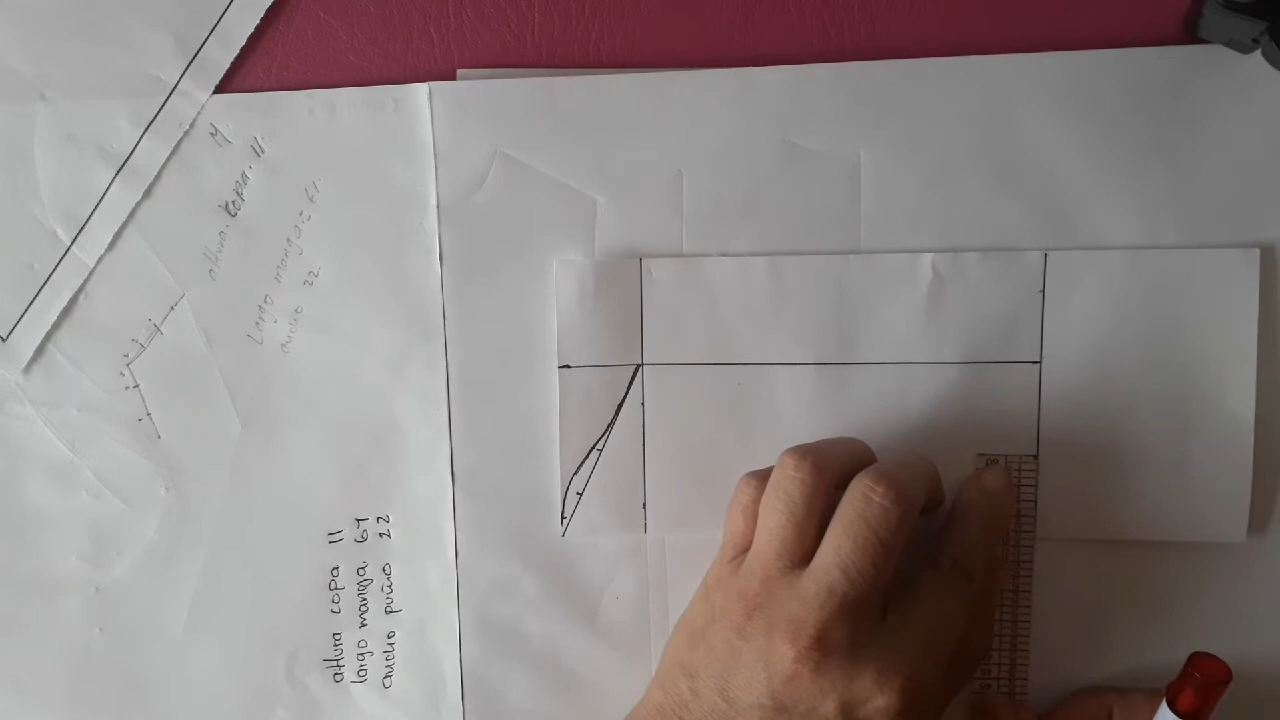 M.
altura copa. 11.
Largo manga = 61.
ancho 22
altura copa 11
largo manga 61
ancho puño 22